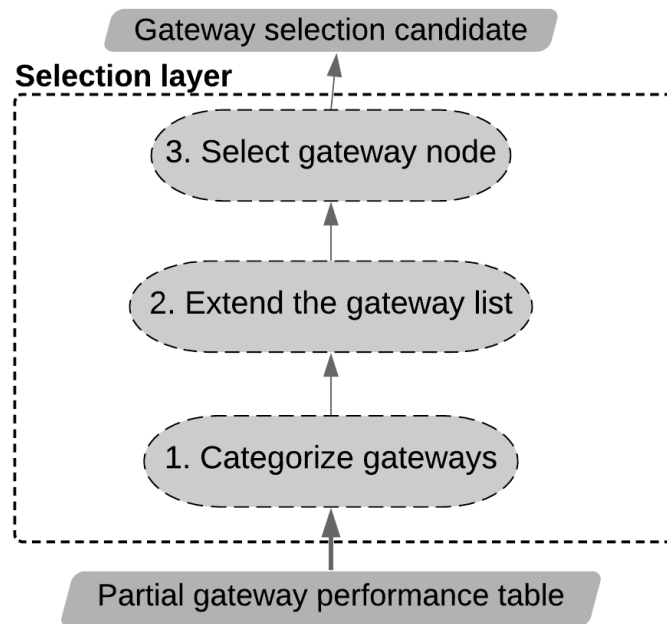 Gateway selection candidate
Selection layer
3. Select gateway node
2. Extend the gateway list
1. Categorize gateways
Partial gateway performance table